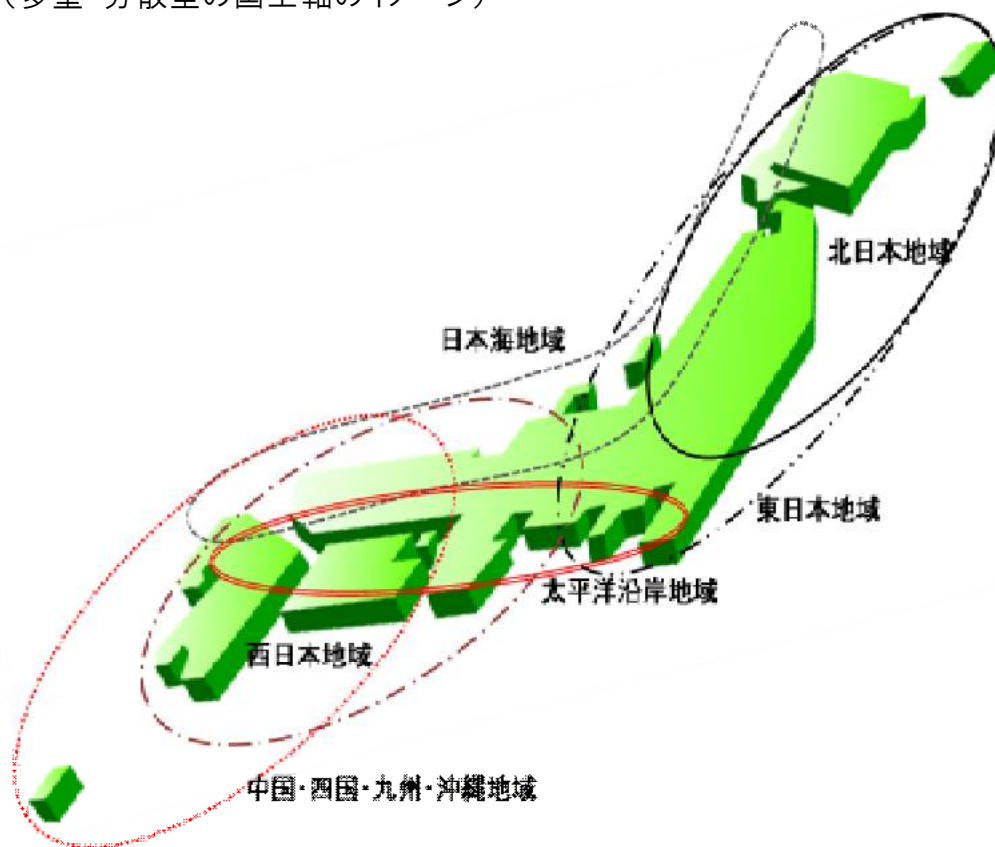 (多重・分散型の国土軸のイメージ)
北日本地域
日本海地域
東日本地域
太平洋沿岸地域
西日本地域
中国・四国・九州・沖縄地域